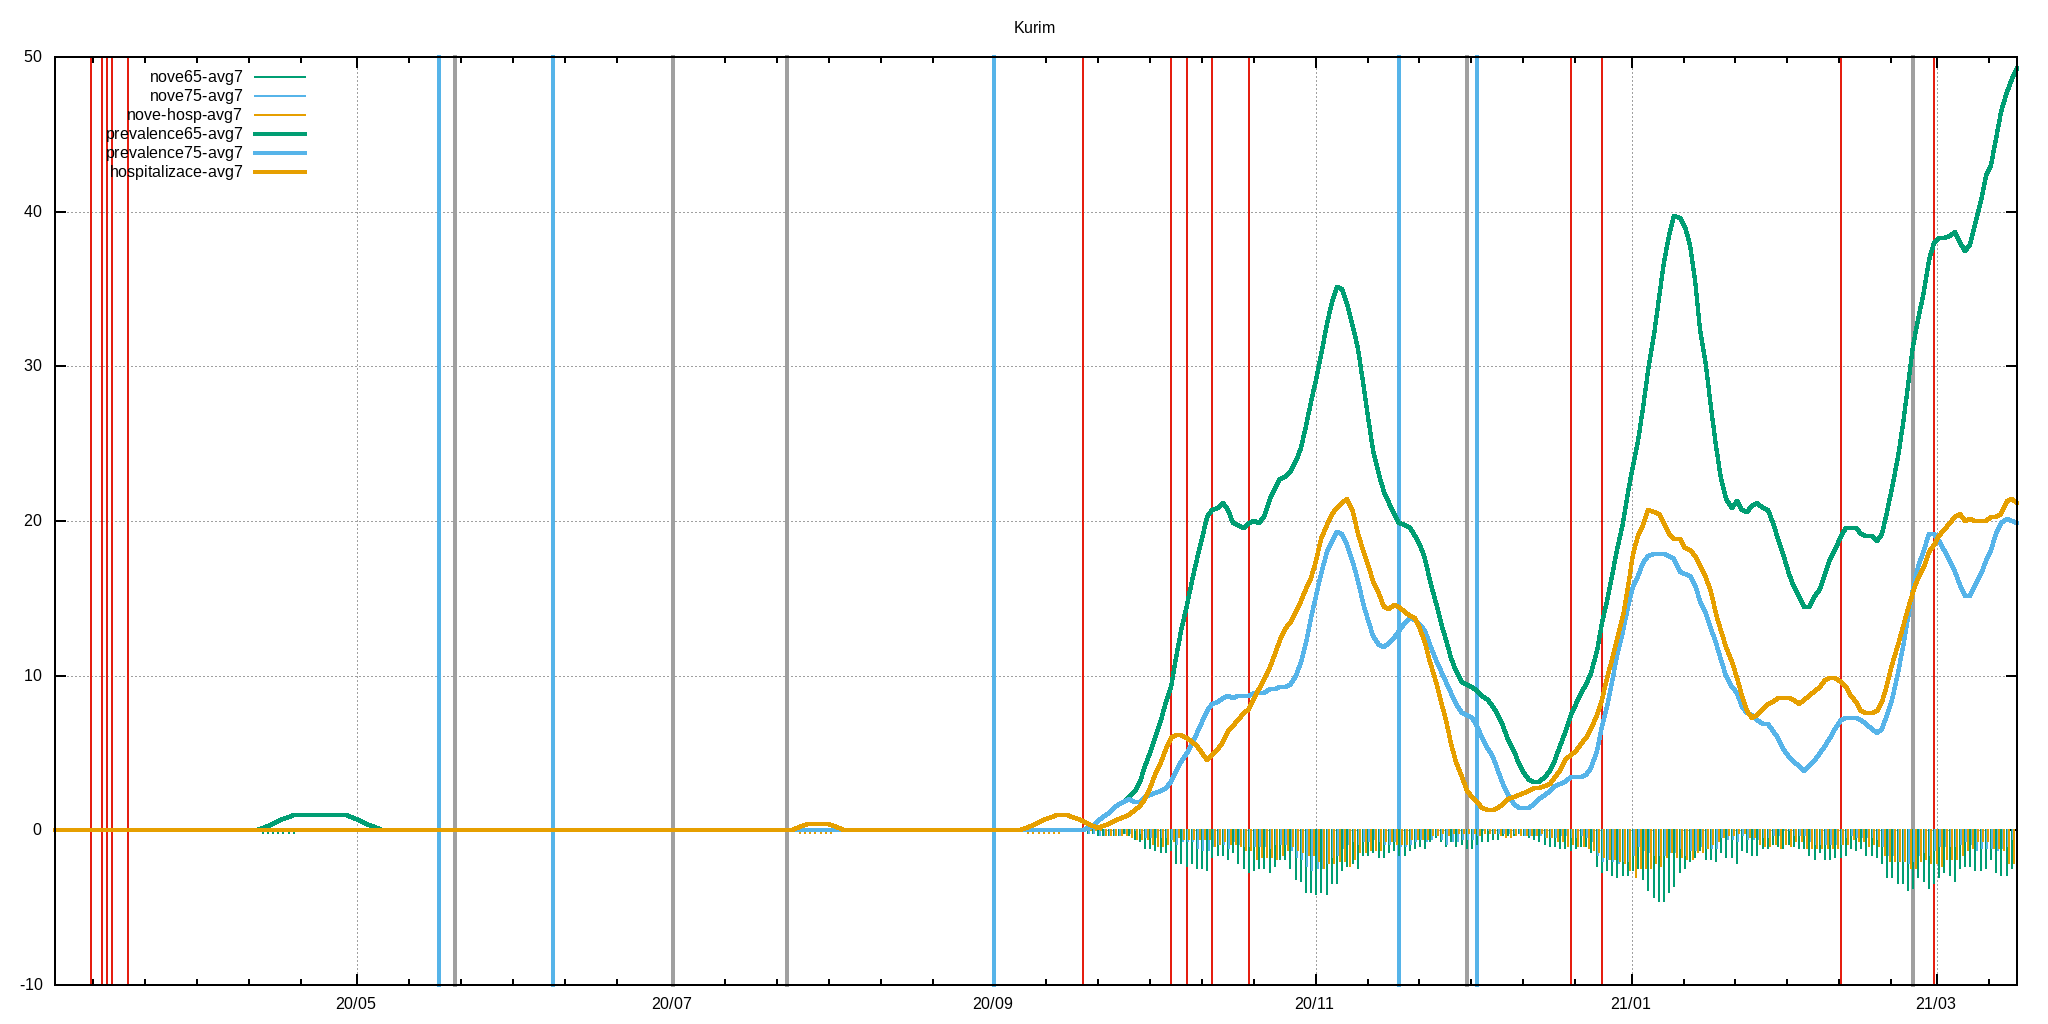 Kurim
50
nove65-avg7
nove75-avg7
nove-hosp-avg7
prevalence65-avg7
prevalence75-avg7
hospitalizace-avg7
40
30
20
10
0
-10
20/05 20/07 20/09 20/11 21/01 21/03